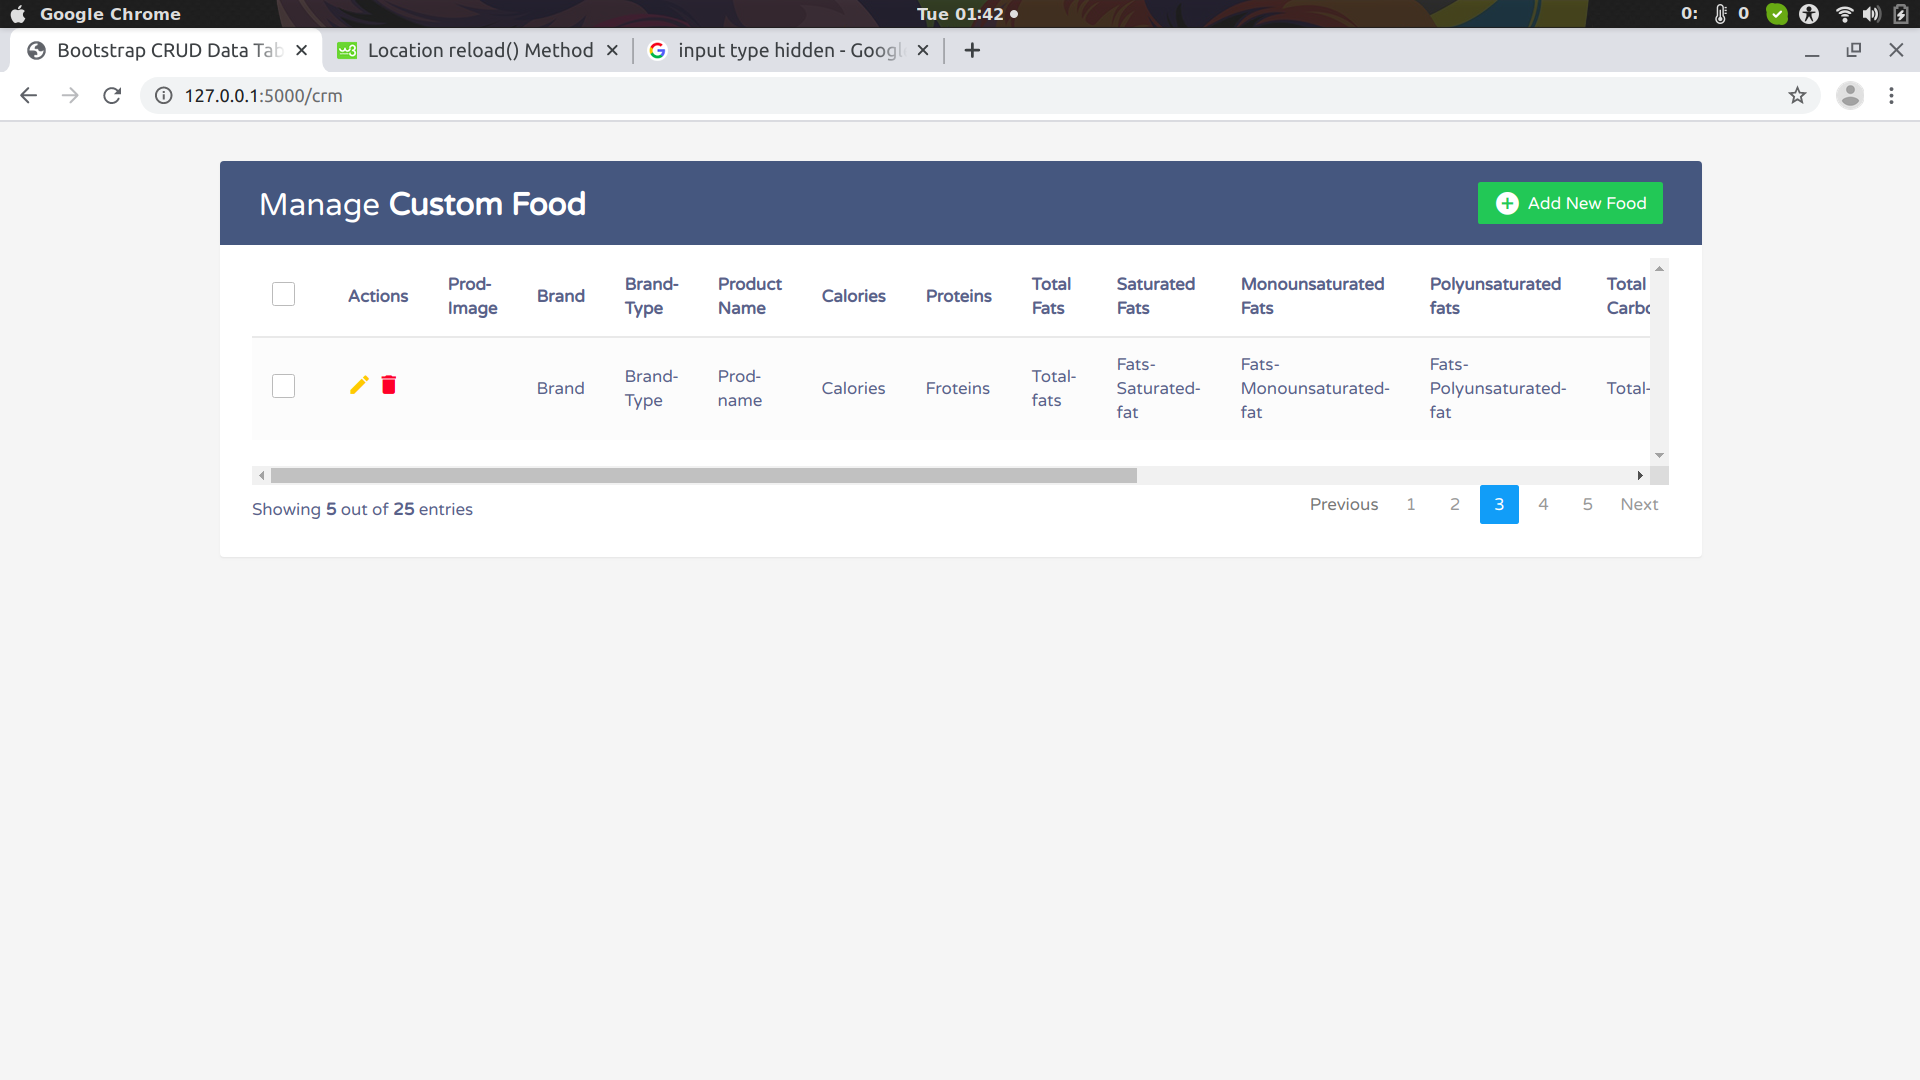 Google Chrome
Tue 01:42
0:
0
Bootstrap CRUD Data Tab
Location reload() Method
input type hidden - Googl
127.0.0.1:5000/crm
Manage Custom Food
Add New Food
Actions
Prod-
Image
Brand
Brand-
Type
Product
Name
Calories
Proteins
Total
Fats
Saturated
Fats
Monounsaturated
Fats
Polyunsaturated
fats
Total
Carbo
Brand
Brand-
Type
Prod-
name
Calories
Froteins
Total-
fats
Fats-
Saturated-
fat
Fats-
Monounsaturated-
fat
Fats-
Polyunsaturated-
fat
Total-
Showing 5 out of 25 entries
Previous 1 2 3 4 5 Next